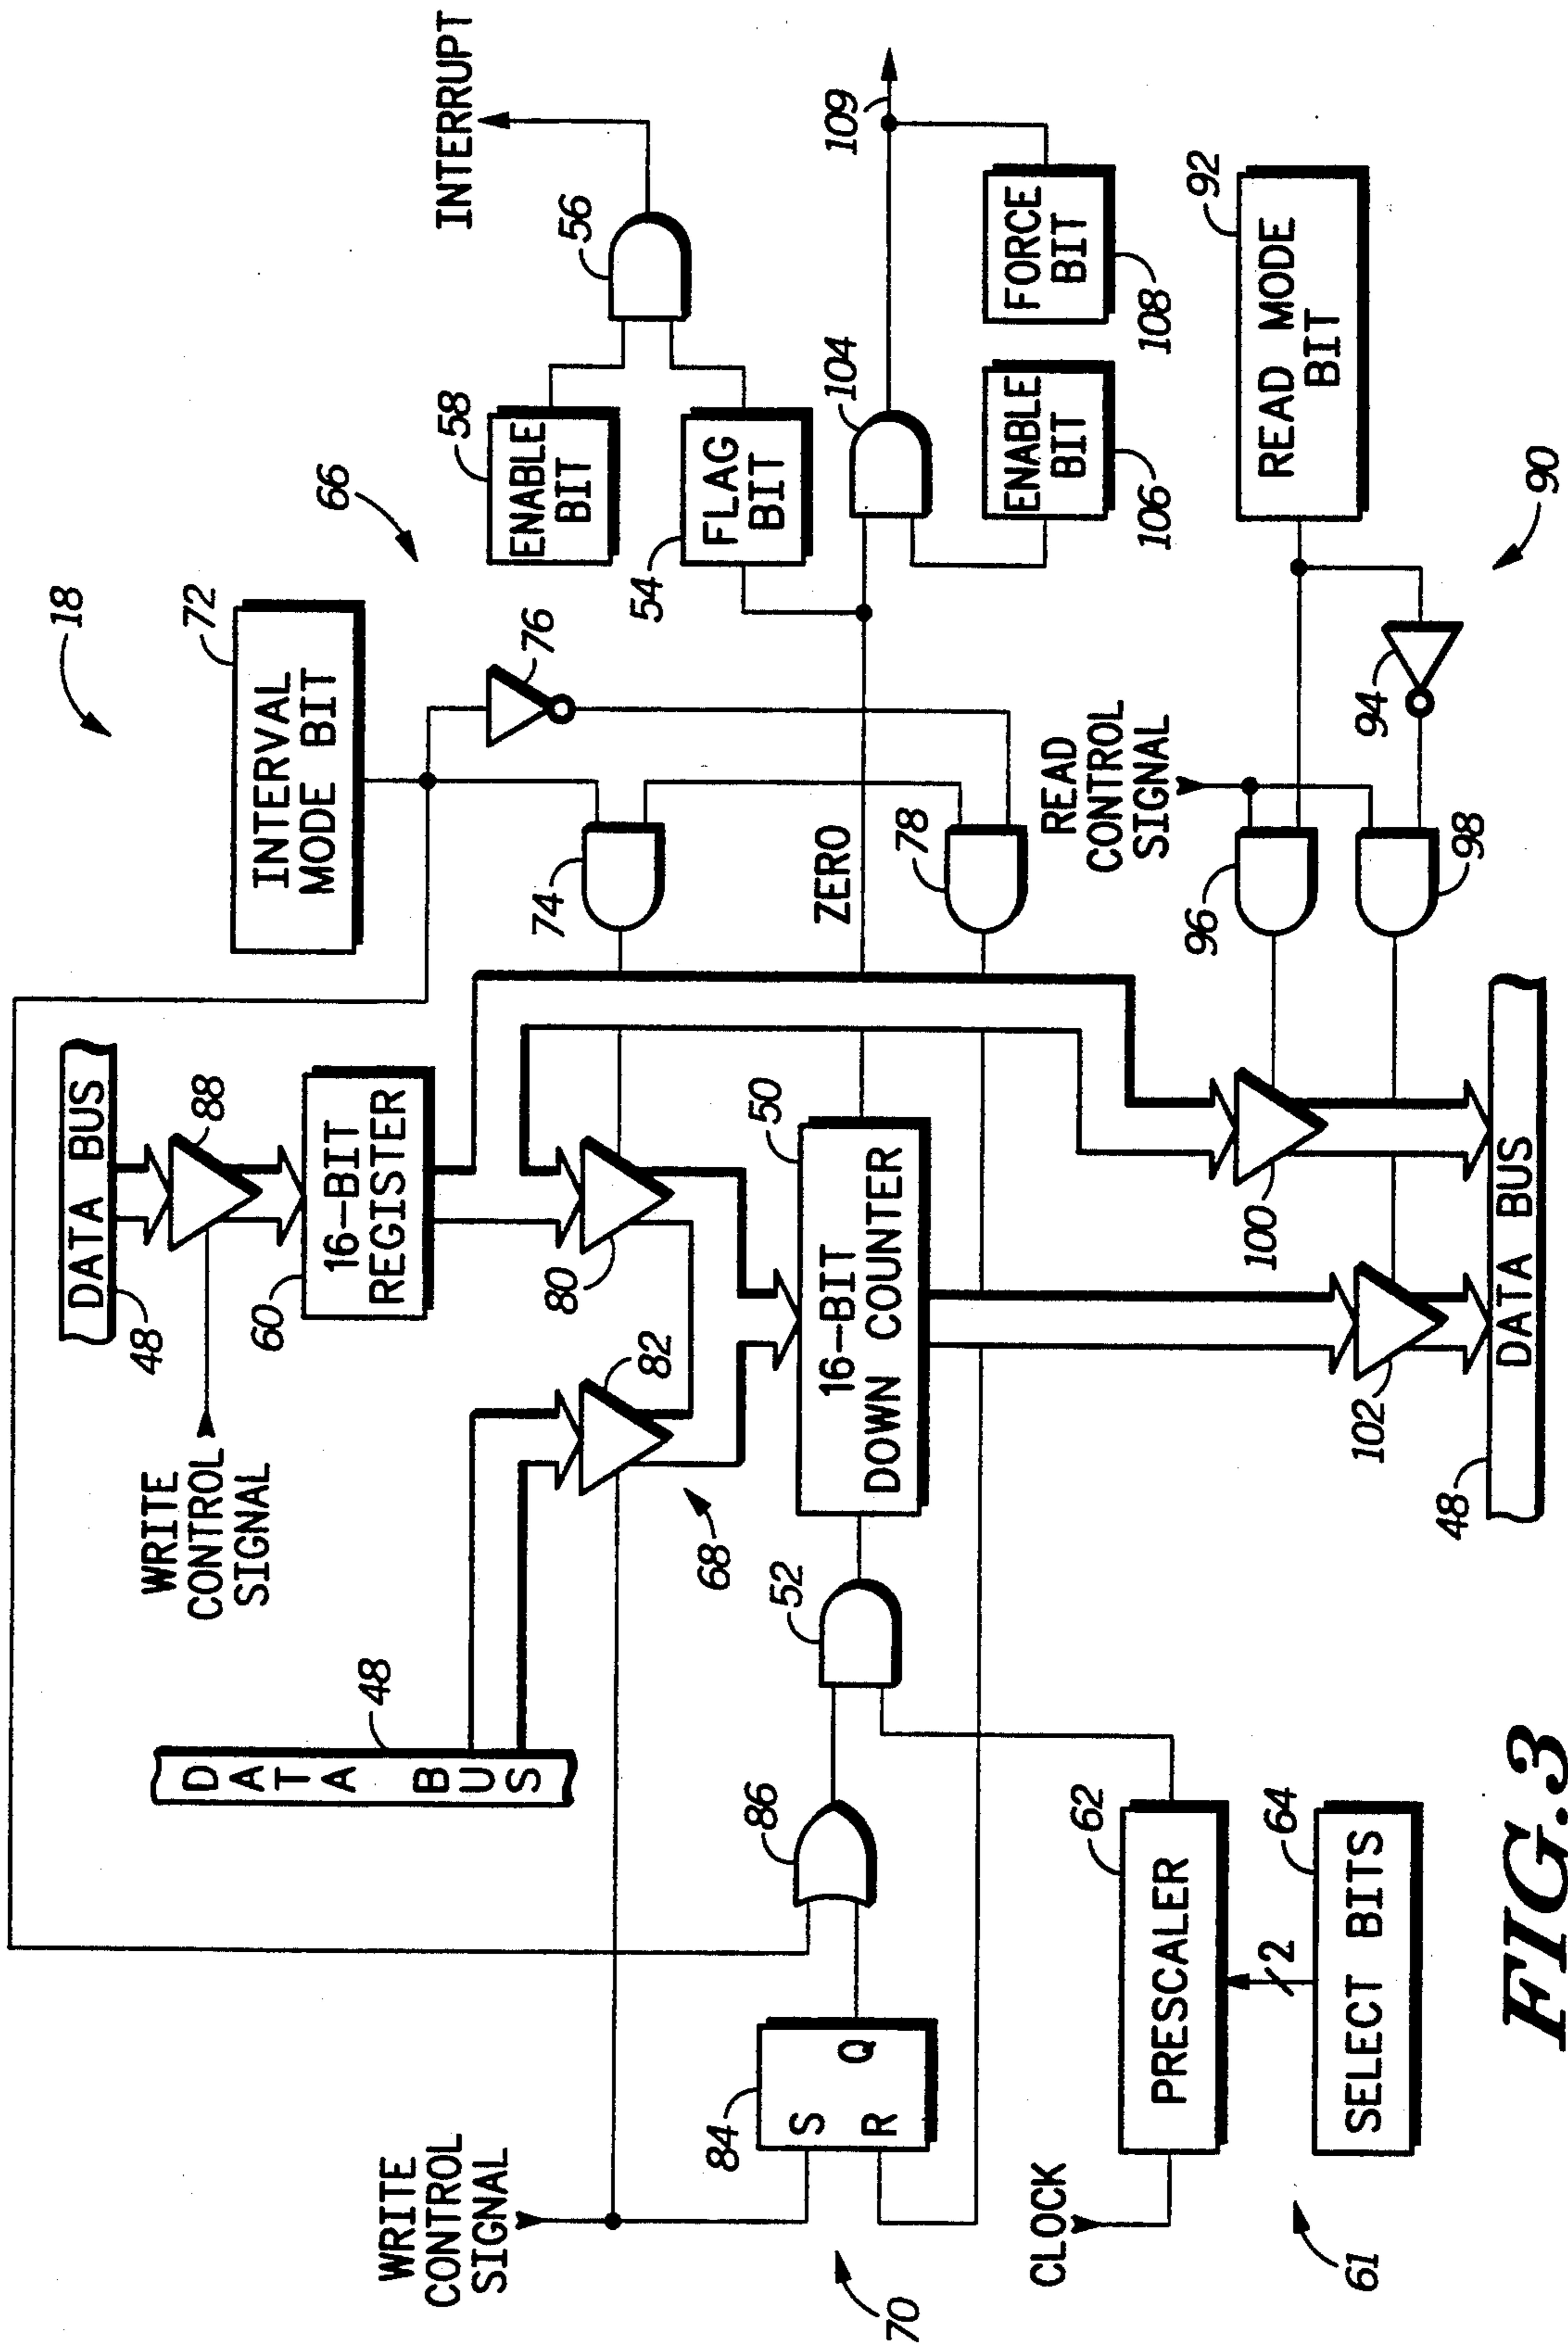 18
INTERVAL
MODE BIT
72
66
INTERRUPT
DATA BUS
48
88
WRITE
CONTROL
SIGNAL
16-BIT
REGISTER
60
76
ENABLE
BIT
58
56
FLAG
BIT
54
74
DATA BUS
48
80
82
68
ZERO
78
104
109
ENABLE
BIT
106
FORCE
BIT
108
WRITE
CONTROL
SIGNAL
84
S
R
Q
70
86
52
16-BIT
DOWN COUNTER
50
READ
CONTROL
SIGNAL
READ MODE
BIT
92
94
96
98
90
CLOCK
PRESCALER
62
2
SELECT BITS
64
61
100
102
DATA BUS
48
FIG.3